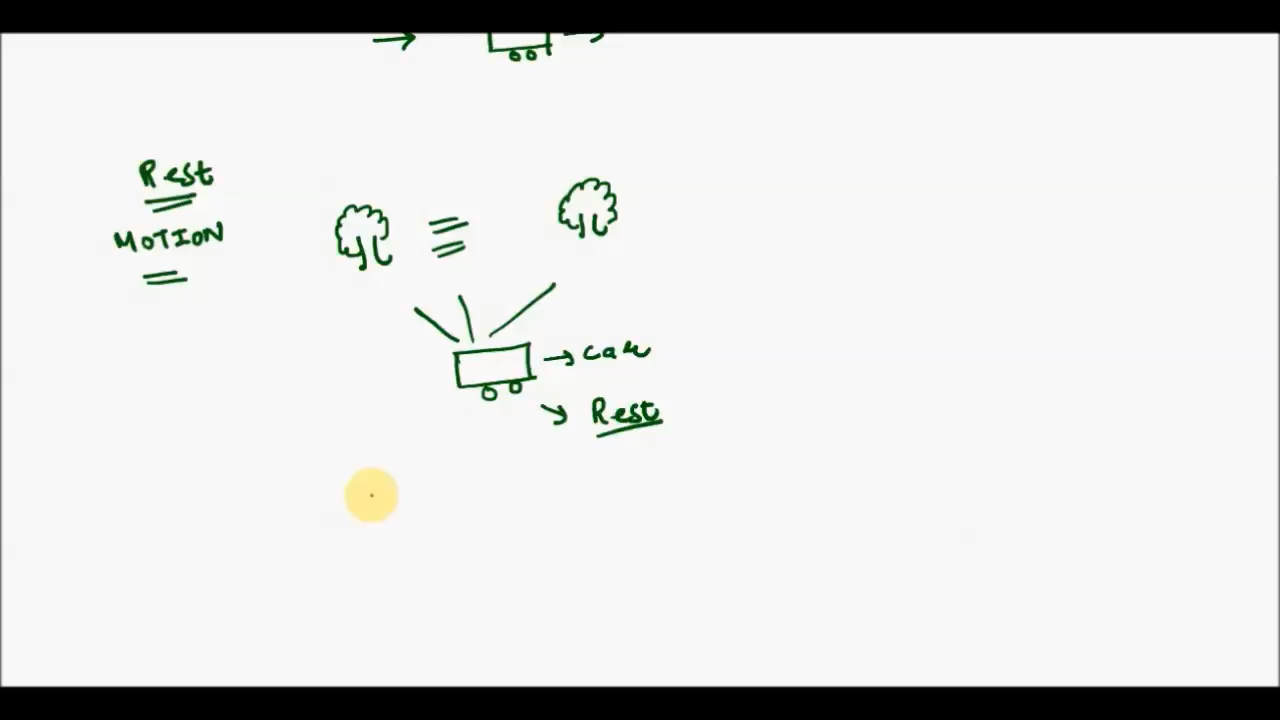 Rest
MOTION
→ car
→ Rest